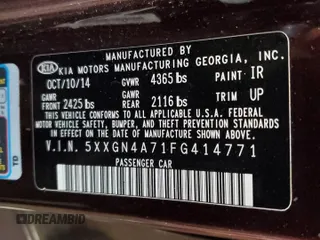 MANUFACTURED BY
KIA KIA MOTORS MANUFACTURING GEORGIA, INC.
OCT/10/14 GVWR 4365 lbs PAINT IR
GAWR FRONT 2425 lbs GAWR REAR 2116 lbs TRIM UP
THIS VEHICLE CONFORMS TO ALL APPLICABLE U.S.A. FEDERAL
MOTOR VEHICLE SAFETY, BUMPER, AND THEFT PREVENTION
STANDARDS IN EFFECT ON THE DATE OF MANUFACTURE SHOWN ABOVE.
V.I.N. 5XXGN4A71FG414771
PASSENGER CAR
TD
DREAMBID